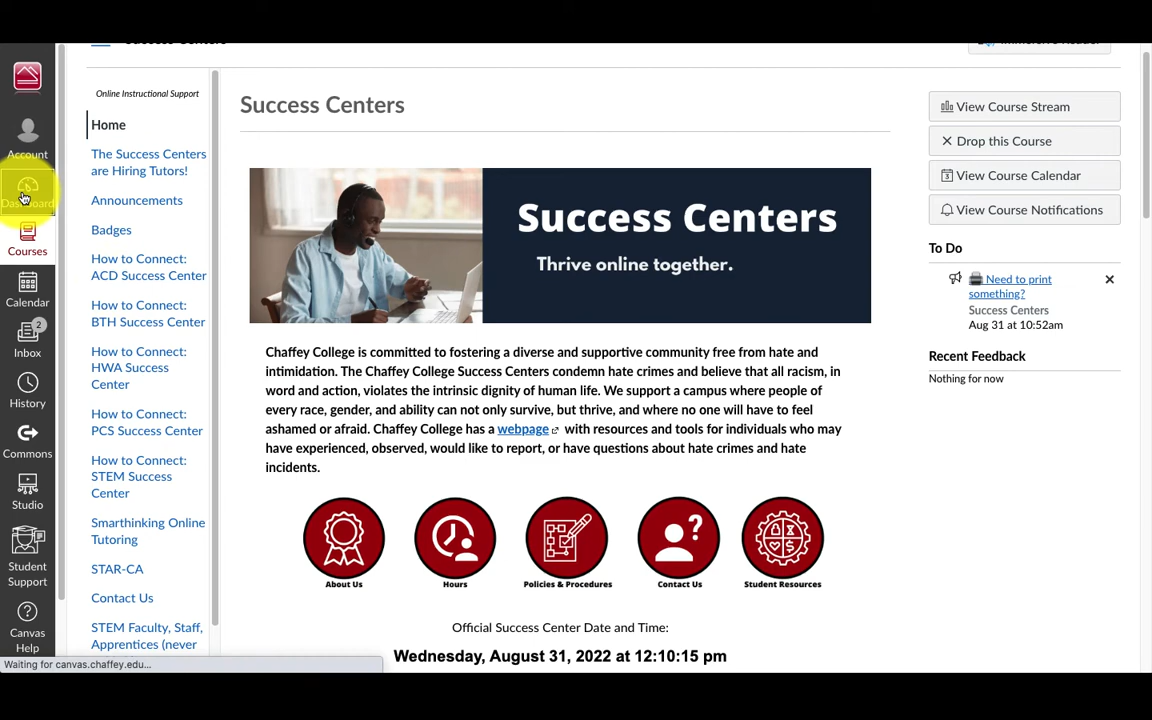 Account
Dashboard
Courses
Calendar
2
Inbox
History
Commons
Studio
Student
Support
Canvas
Help
Online Instructional Support
Home
The Success Centers
are Hiring Tutors!
Announcements
Badges
How to Connect:
ACD Success Center
How to Connect:
BTH Success Center
How to Connect:
HWA Success
Center
How to Connect:
PCS Success Center
How to Connect:
STEM Success
Center
Smarthinking Online
Tutoring
STAR-CA
Contact Us
STEM Faculty, Staff,
Apprentices (never
Success Centers
Success Centers
Thrive online together.
Chaffey College is committed to fostering a diverse and supportive community free from hate and
intimidation. The Chaffey College Success Centers condemn hate crimes and believe that all racism, in
word and action, violates the intrinsic dignity of human life. We support a campus where people of
every race, gender, and ability can not only survive, but thrive, and where no one will have to feel
ashamed or afraid. Chaffey College has a webpage with resources and tools for individuals who may
have experienced, observed, would like to report, or have questions about hate crimes and hate
incidents.
About Us
Hours
Policies & Procedures
Contact Us
Student Resources
Official Success Center Date and Time:
Wednesday, August 31, 2022 at 12:10:15 pm
View Course Stream
Drop this Course
View Course Calendar
View Course Notifications
To Do
Need to print
something?
Success Centers
Aug 31 at 10:52am
Recent Feedback
Nothing for now
Waiting for canvas.chaffey.edu...